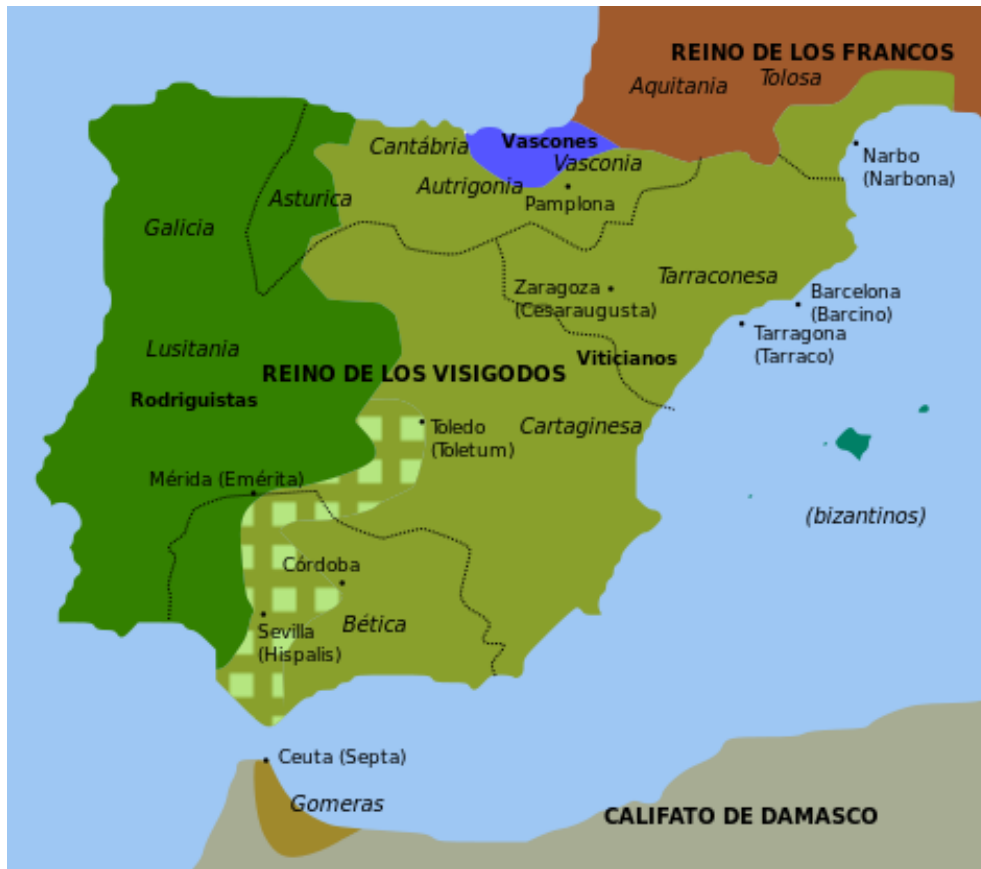 REINO DE LOS FRANCOS
Aquitania
Tolosa
Cantábria
Vascones
Vasconia
Narbo
(Narbona)
Asturica
Autrigonia
Pamplona
Galicia
Tarraconesa
Zaragoza
(Cesaraugusta)
Barcelona
(Barcino)
Tarragona
(Tarraco)
Lusitania
Viticianos
REINO DE LOS VISIGODOS
Rodriguistas
Toledo
(Toletum)
Cartaginesa
Mérida (Emérita)
(bizantinos)
Córdoba
Sevilla
(Hispalis)
Bética
Ceuta (Septa)
Gomeras
CALIFATO DE DAMASCO